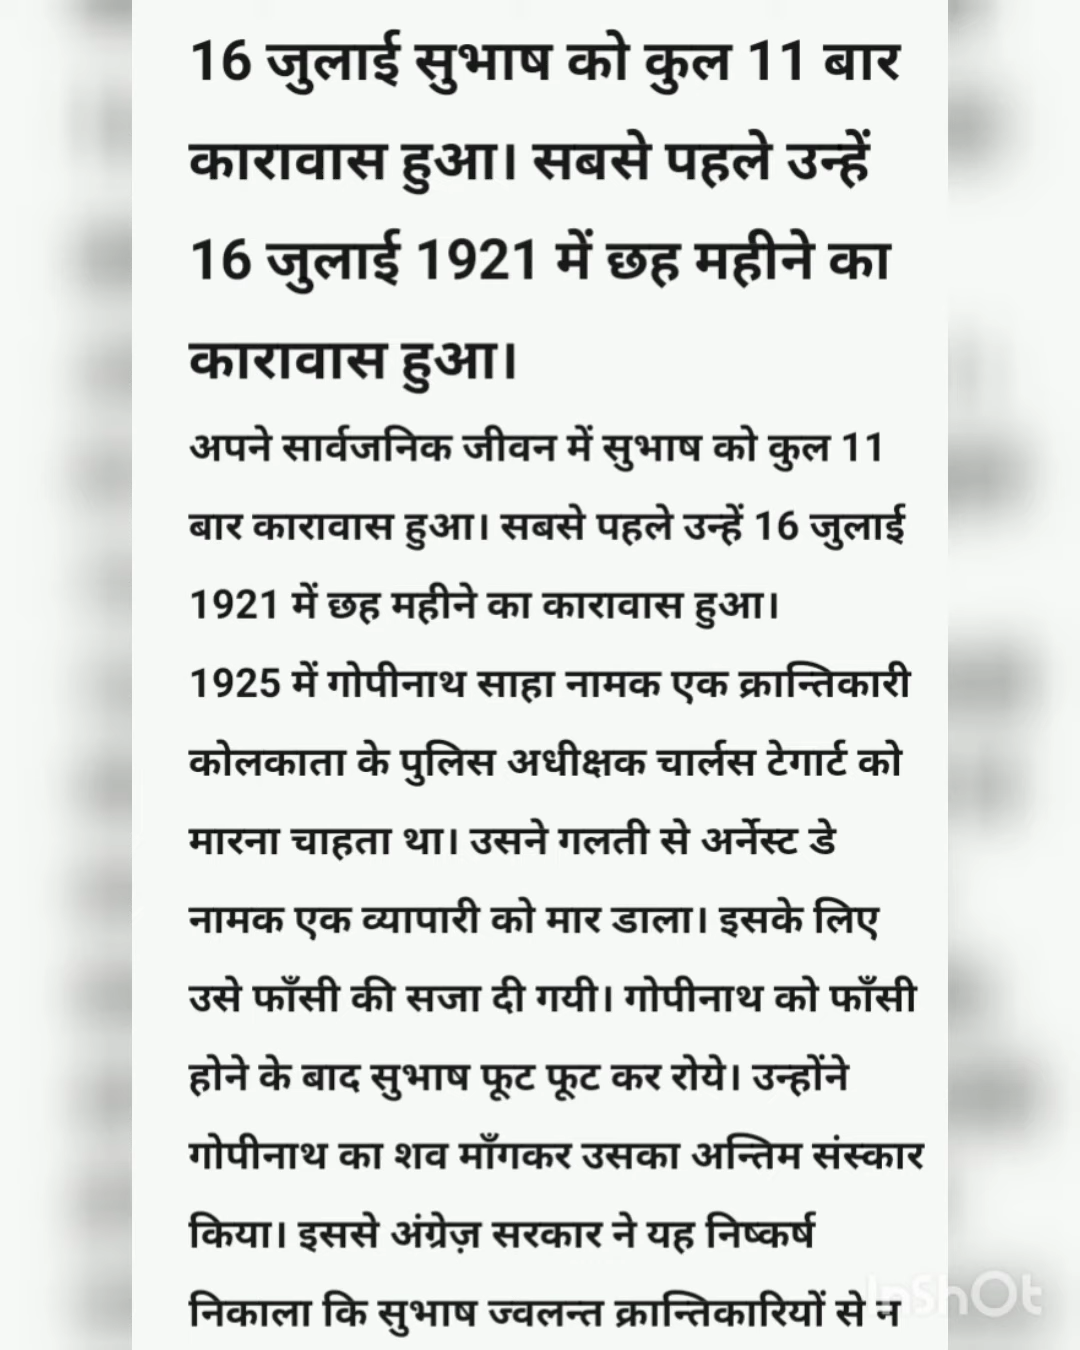 16 जुलाई सुभाष को कुल 11 बार
कारावास हुआ। सबसे पहले उन्हें
16 जुलाई 1921 में छह महीने का
कारावास हुआ।
अपने सार्वजनिक जीवन में सुभाष को कुल 11
बार कारावास हुआ। सबसे पहले उन्हें 16 जुलाई
1921 में छह महीने का कारावास हुआ।
1925 में गोपीनाथ साहा नामक एक क्रान्तिकारी
कोलकाता के पुलिस अधीक्षक चार्लस टेगार्ट को
मारना चाहता था। उसने गलती से अर्नेस्ट डे
नामक एक व्यापारी को मार डाला। इसके लिए
उसे फाँसी की सजा दी गयी। गोपीनाथ को फाँसी
होने के बाद सुभाष फूट फूट कर रोये। उन्होंने
गोपीनाथ का शव माँगकर उसका अन्तिम संस्कार
किया। इससे अंग्रेज़ सरकार ने यह निष्कर्ष
निकाला कि सुभाष ज्वलन्त क्रान्तिकारियों से न
InShOt